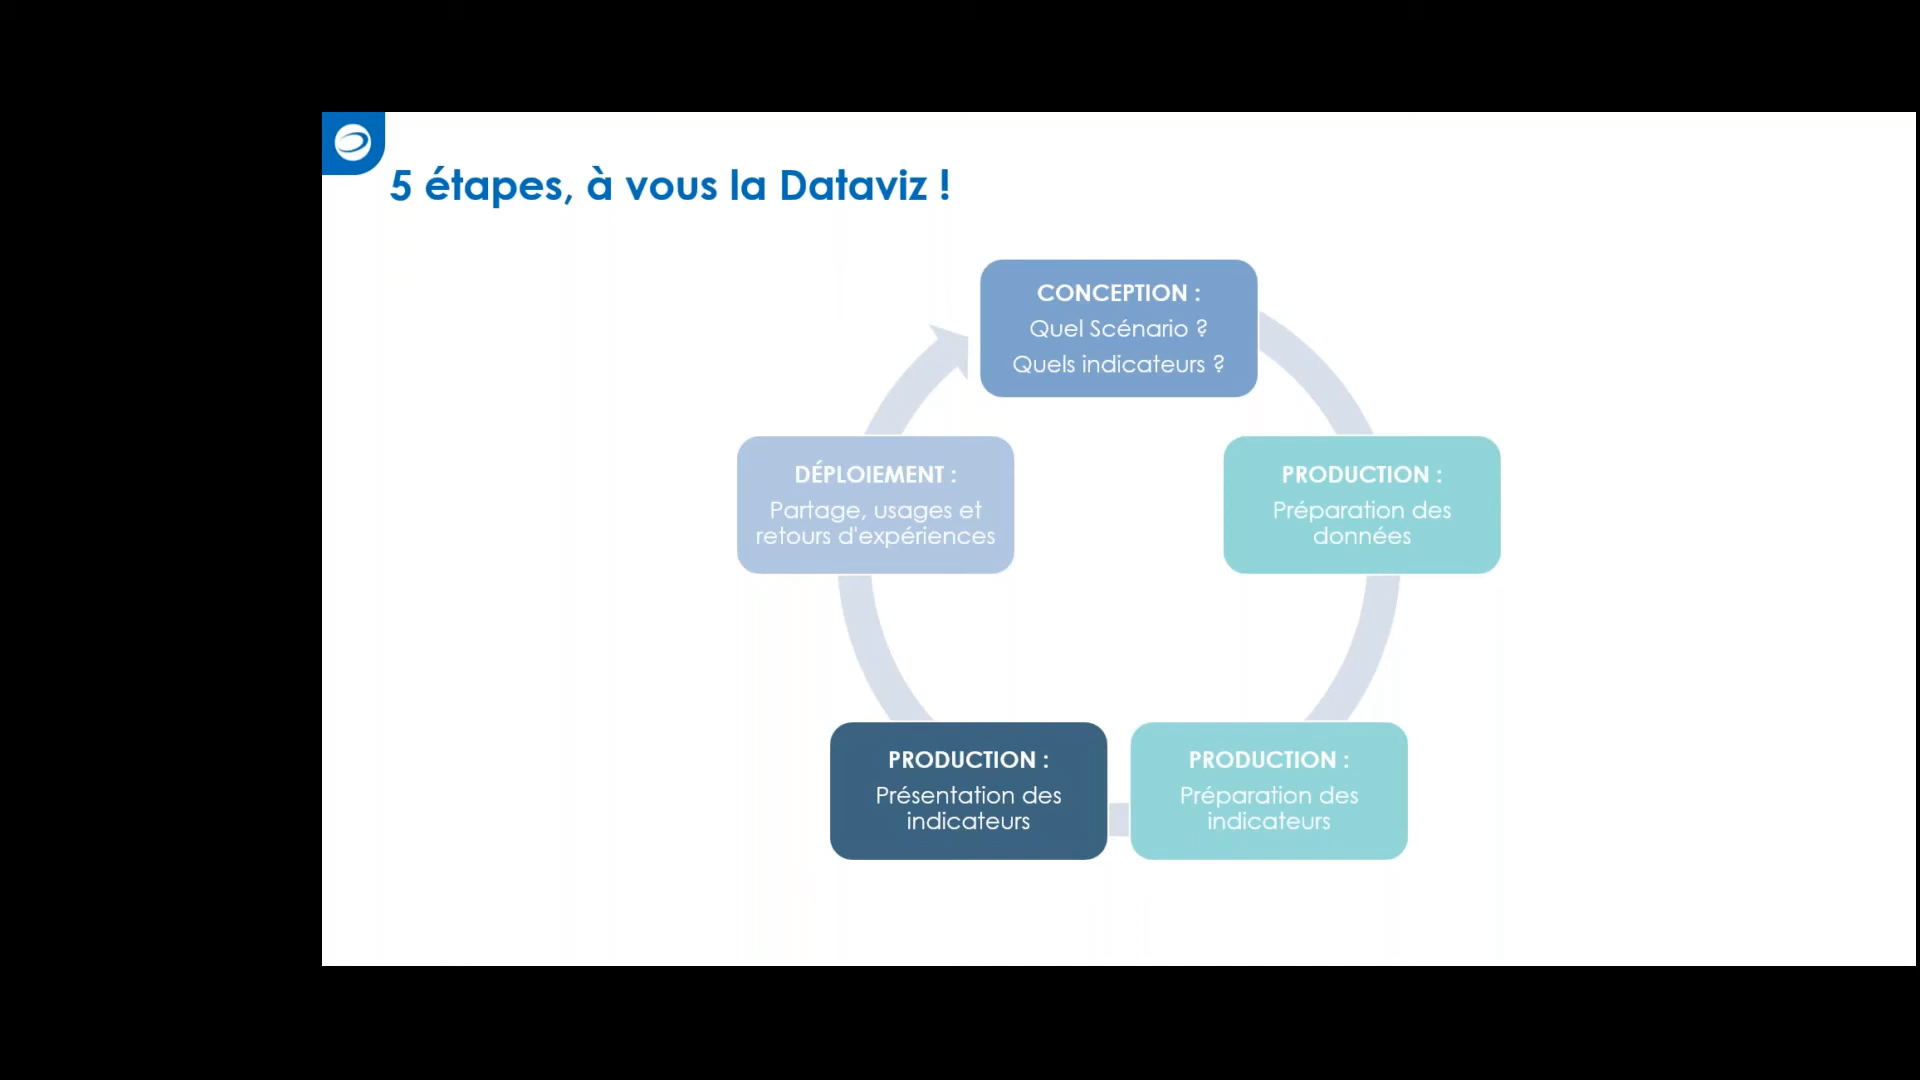 5 étapes, à vous la Dataviz !
CONCEPTION :
Quel Scénario ?
Quels indicateurs ?
PRODUCTION :
Préparation des
données
PRODUCTION :
Préparation des
indicateurs
PRODUCTION :
Présentation des
indicateurs
DÉPLOIEMENT :
Partage, usages et
retours d'expériences